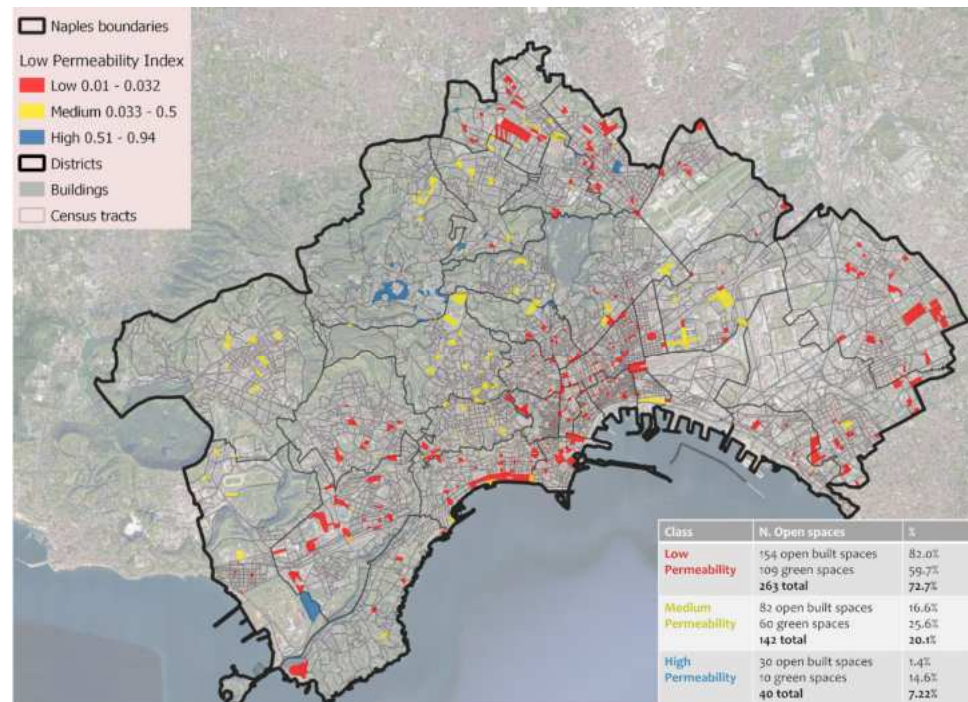 Naples boundaries
Low Permeability Index
Low 0.01 - 0.032
Medium 0.033 - 0.5
High 0.51 - 0.94
Districts
Buildings
Census tracts
Class N. Open spaces %
Low 154 open built spaces 82.0%
Permeability 109 green spaces 59.7%
263 total 72.7%
Medium 82 open built spaces 16.6%
Permeability 60 green spaces 25.6%
142 total 20.1%
High 30 open built spaces 1.4%
Permeability 10 green spaces 14.6%
40 total 7.22%